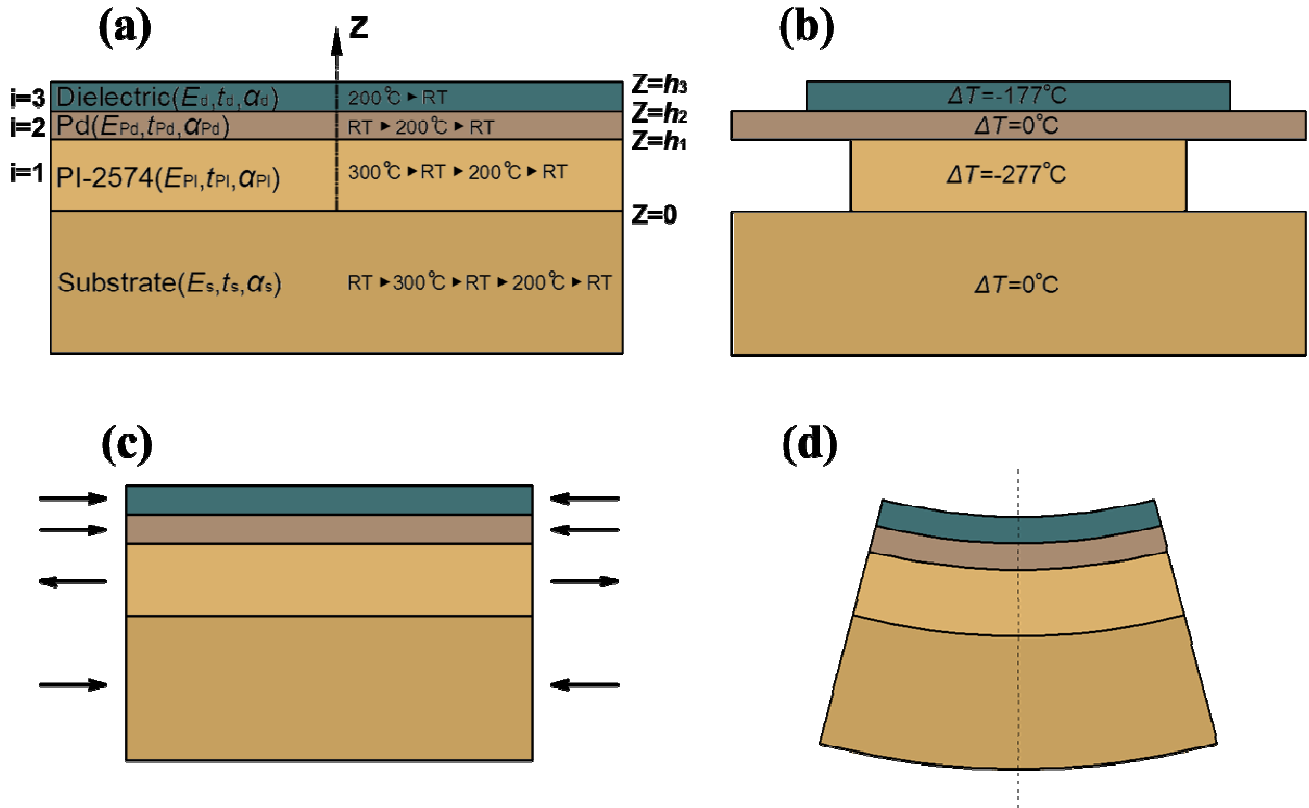 (a)
Z
i=3 Dielectric(Ed,td,αd) 200℃ ► RT Z=h3
i=2 Pd(EPd,tPd,αPd) RT ► 200℃ ► RT Z=h2
Z=h1
i=1 PI-2574(EPI,tPI,αPI) 300℃ ► RT ► 200℃ ► RT
Z=0
Substrate(Es,ts,αs) RT ► 300℃ ► RT ► 200℃ ► RT
(b)
ΔT=-177℃
ΔT=0℃
ΔT=-277℃
ΔT=0℃
(c)
(d)